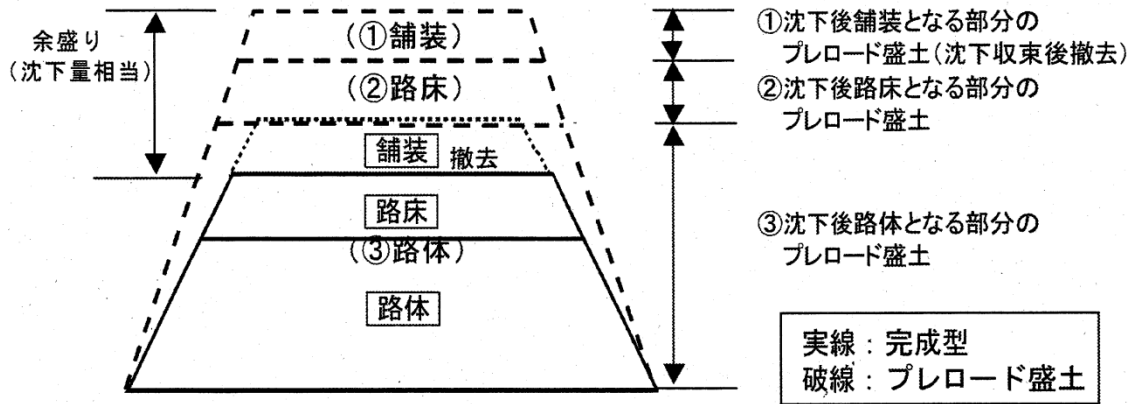 余盛り
(沈下量相当)
(①舗装)
(②路床)
舗装 撤去
路床
(③路体)
路体
①沈下後舗装となる部分の
プレロード盛土(沈下収束後撤去)
②沈下後路床となる部分の
プレロード盛土
③沈下後路体となる部分の
プレロード盛土
実線：完成型
破線：プレロード盛土